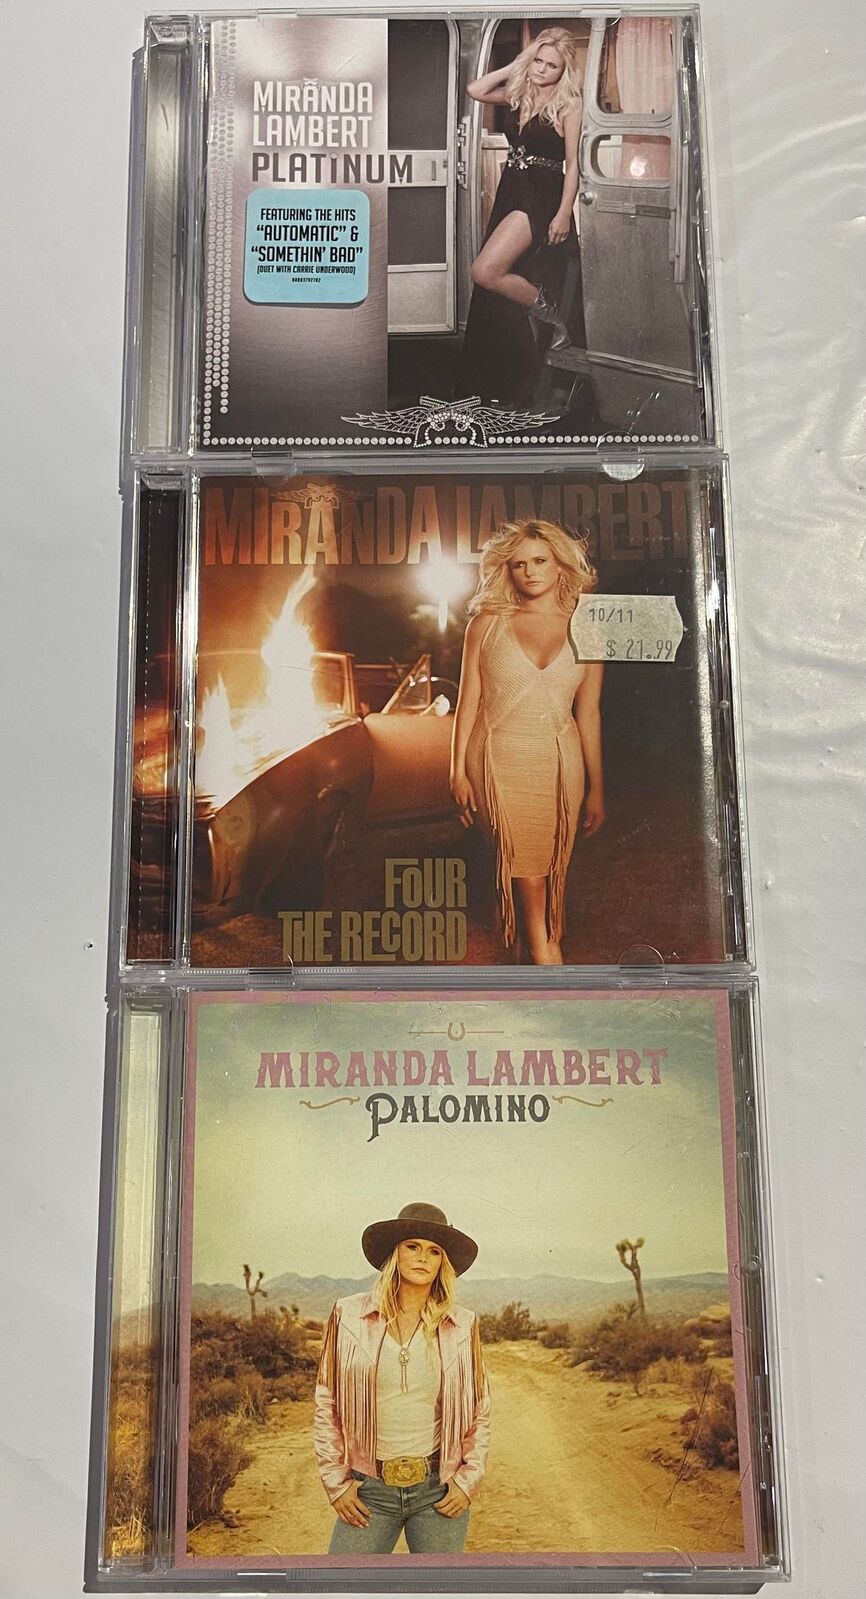 MIRANDA
LAMBERT
PLATINUM
FEATURING THE HITS
"AUTOMATIC" &
"SOMETHIN' BAD"
(DUET WITH CARRIE UNDERWOOD)
MIRANDA LAMBERT
10/11
$ 21.99
FOUR
THE RECORD
MIRANDA LAMBERT
PALOMINO